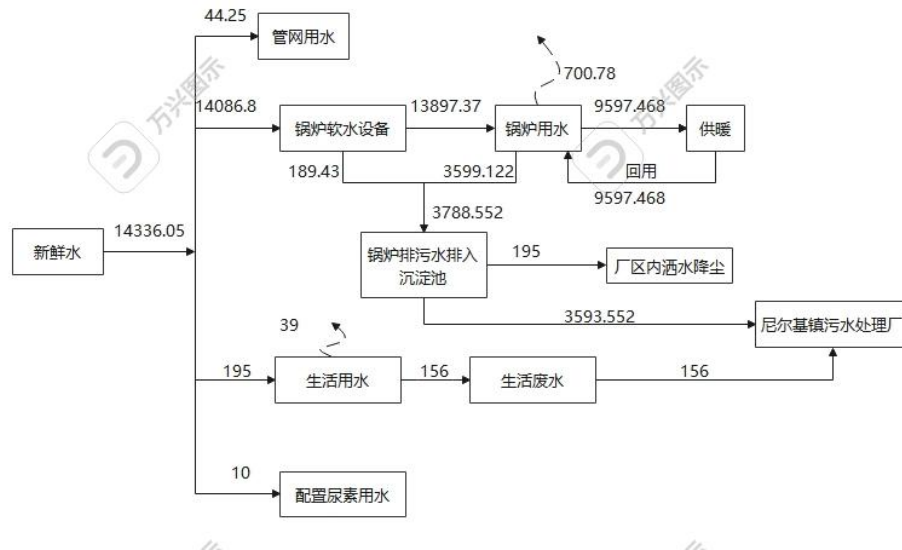 44.25
管网用水
700.78
14086.8
锅炉软水设备
13897.37
锅炉用水
9597.468
供暖
回用
9597.468
189.43
3599.122
3788.552
新鲜水
14336.05
锅炉排污水排入
沉淀池
195
厂区内洒水降尘
3593.552
尼尔基镇污水处理厂
39
195
生活用水
156
生活废水
156
10
配置尿素用水
万兴图示
万兴图示